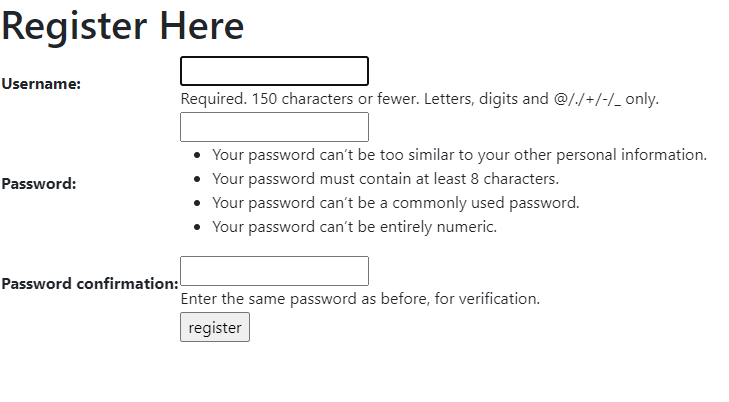 Register Here
Username:
Required. 150 characters or fewer. Letters, digits and @/./+/-/_ only.
Password:
Your password can’t be too similar to your other personal information.
Your password must contain at least 8 characters.
Your password can’t be a commonly used password.
Your password can’t be entirely numeric.
Password confirmation:
Enter the same password as before, for verification.
register